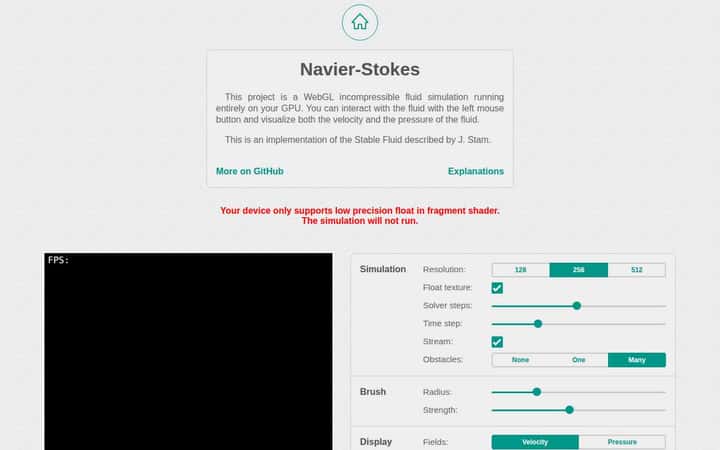 Navier-Stokes
This project is a WebGL incompressible fluid simulation running
entirely on your GPU. You can interact with the fluid with the left mouse
button and visualize both the velocity and the pressure of the fluid.
This is an implementation of the Stable Fluid described by J. Stam.
More on GitHub Explanations
Your device only supports low precision float in fragment shader.
The simulation will not run.
FPS:
Simulation Resolution: 128 256 512
Float texture:
Solver steps:
Time step:
Stream:
Obstacles: None One Many
Brush Radius:
Strength:
Display Fields: Velocity Pressure